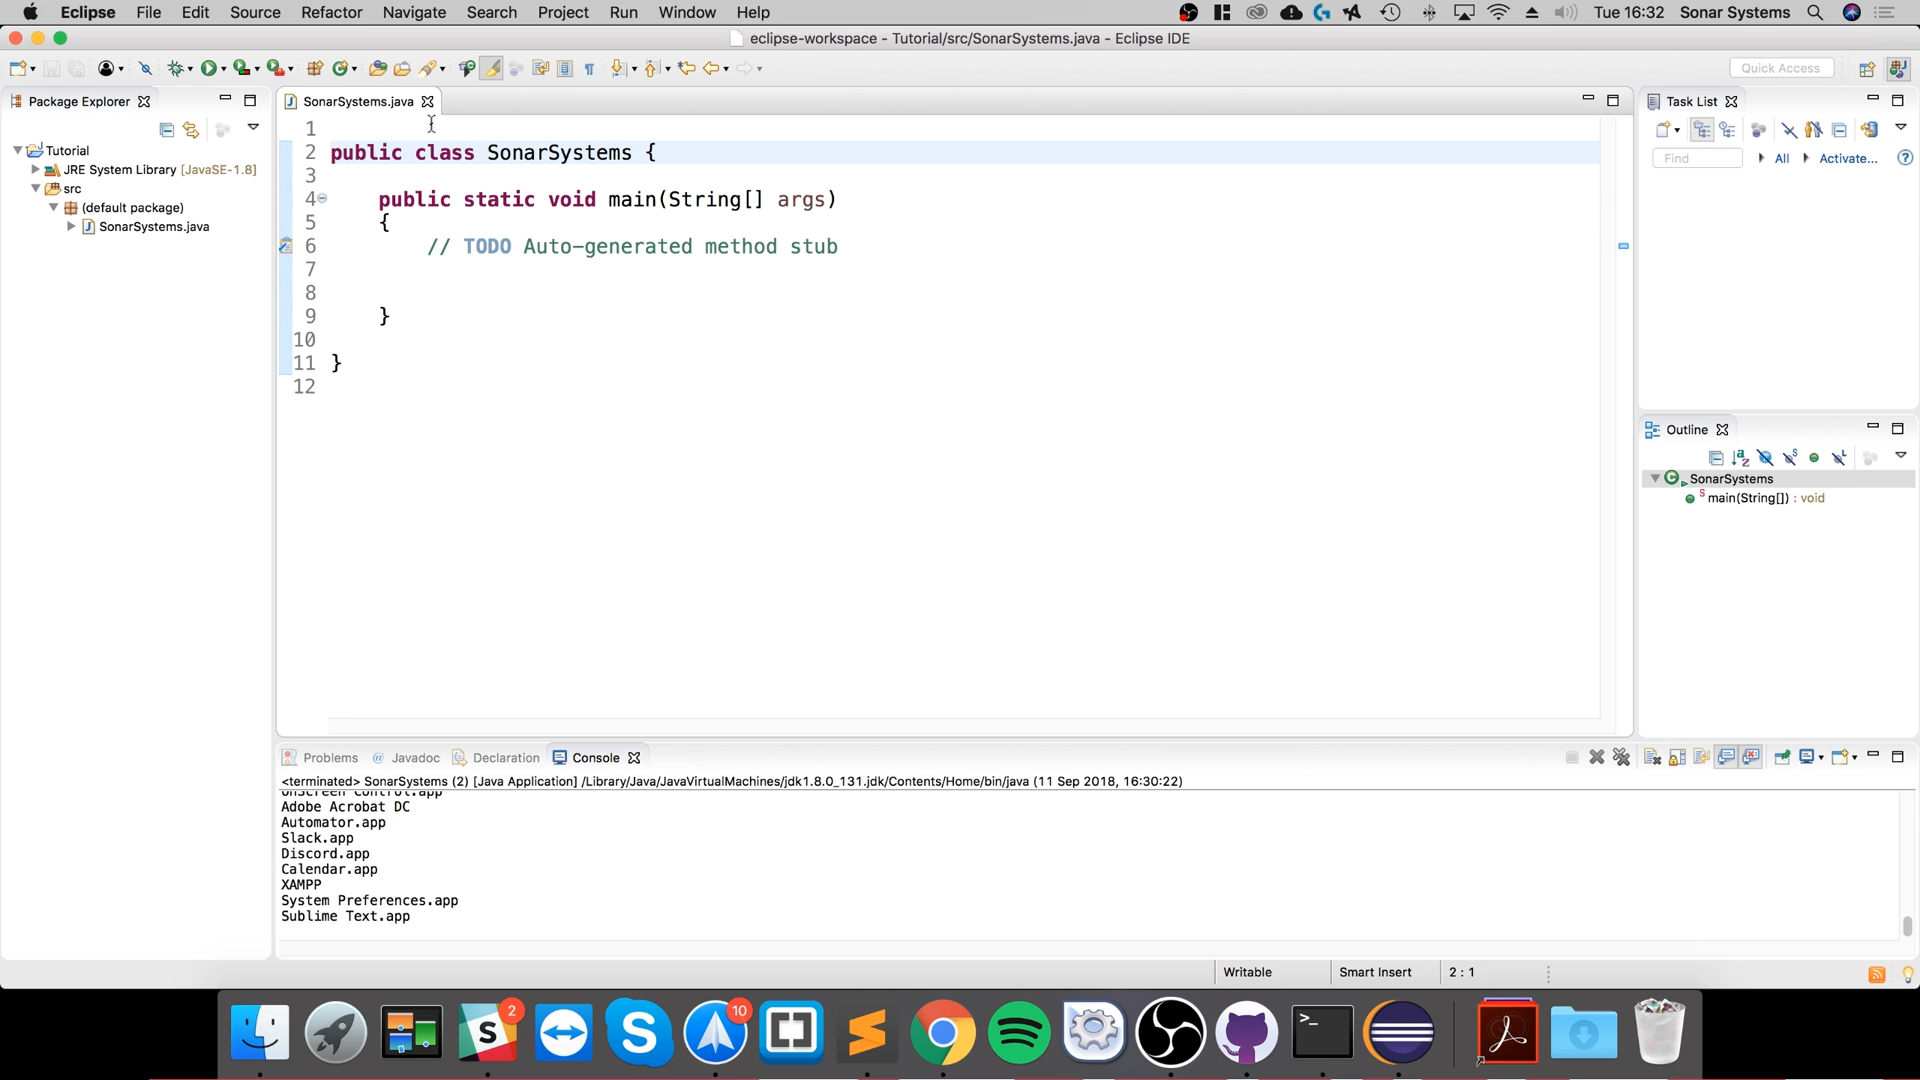 Eclipse File Edit Source Refactor Navigate Search Project Run Window Help Tue 16:32 Sonar Systems
eclipse-workspace - Tutorial/src/SonarSystems.java - Eclipse IDE
Quick Access
Package Explorer
SonarSystems.java
Task List
Tutorial
JRE System Library [JavaSE-1.8]
src
(default package)
SonarSystems.java
1
2 public class SonarSystems {
3
4 public static void main(String[] args)
5 {
6 // TODO Auto-generated method stub
7
8
9 }
10
11 }
12
Find All Activate...
Outline
SonarSystems
main(String[]) : void
Problems @ Javadoc Declaration Console
<terminated> SonarSystems (2) [Java Application] /Library/Java/JavaVirtualMachines/jdk1.8.0_131.jdk/Contents/Home/bin/java (11 Sep 2018, 16:30:22)
OnScreen Control.app
Adobe Acrobat DC
Automator.app
Slack.app
Discord.app
Calendar.app
XAMPP
System Preferences.app
Sublime Text.app
Writable Smart Insert 2 : 1
2
10